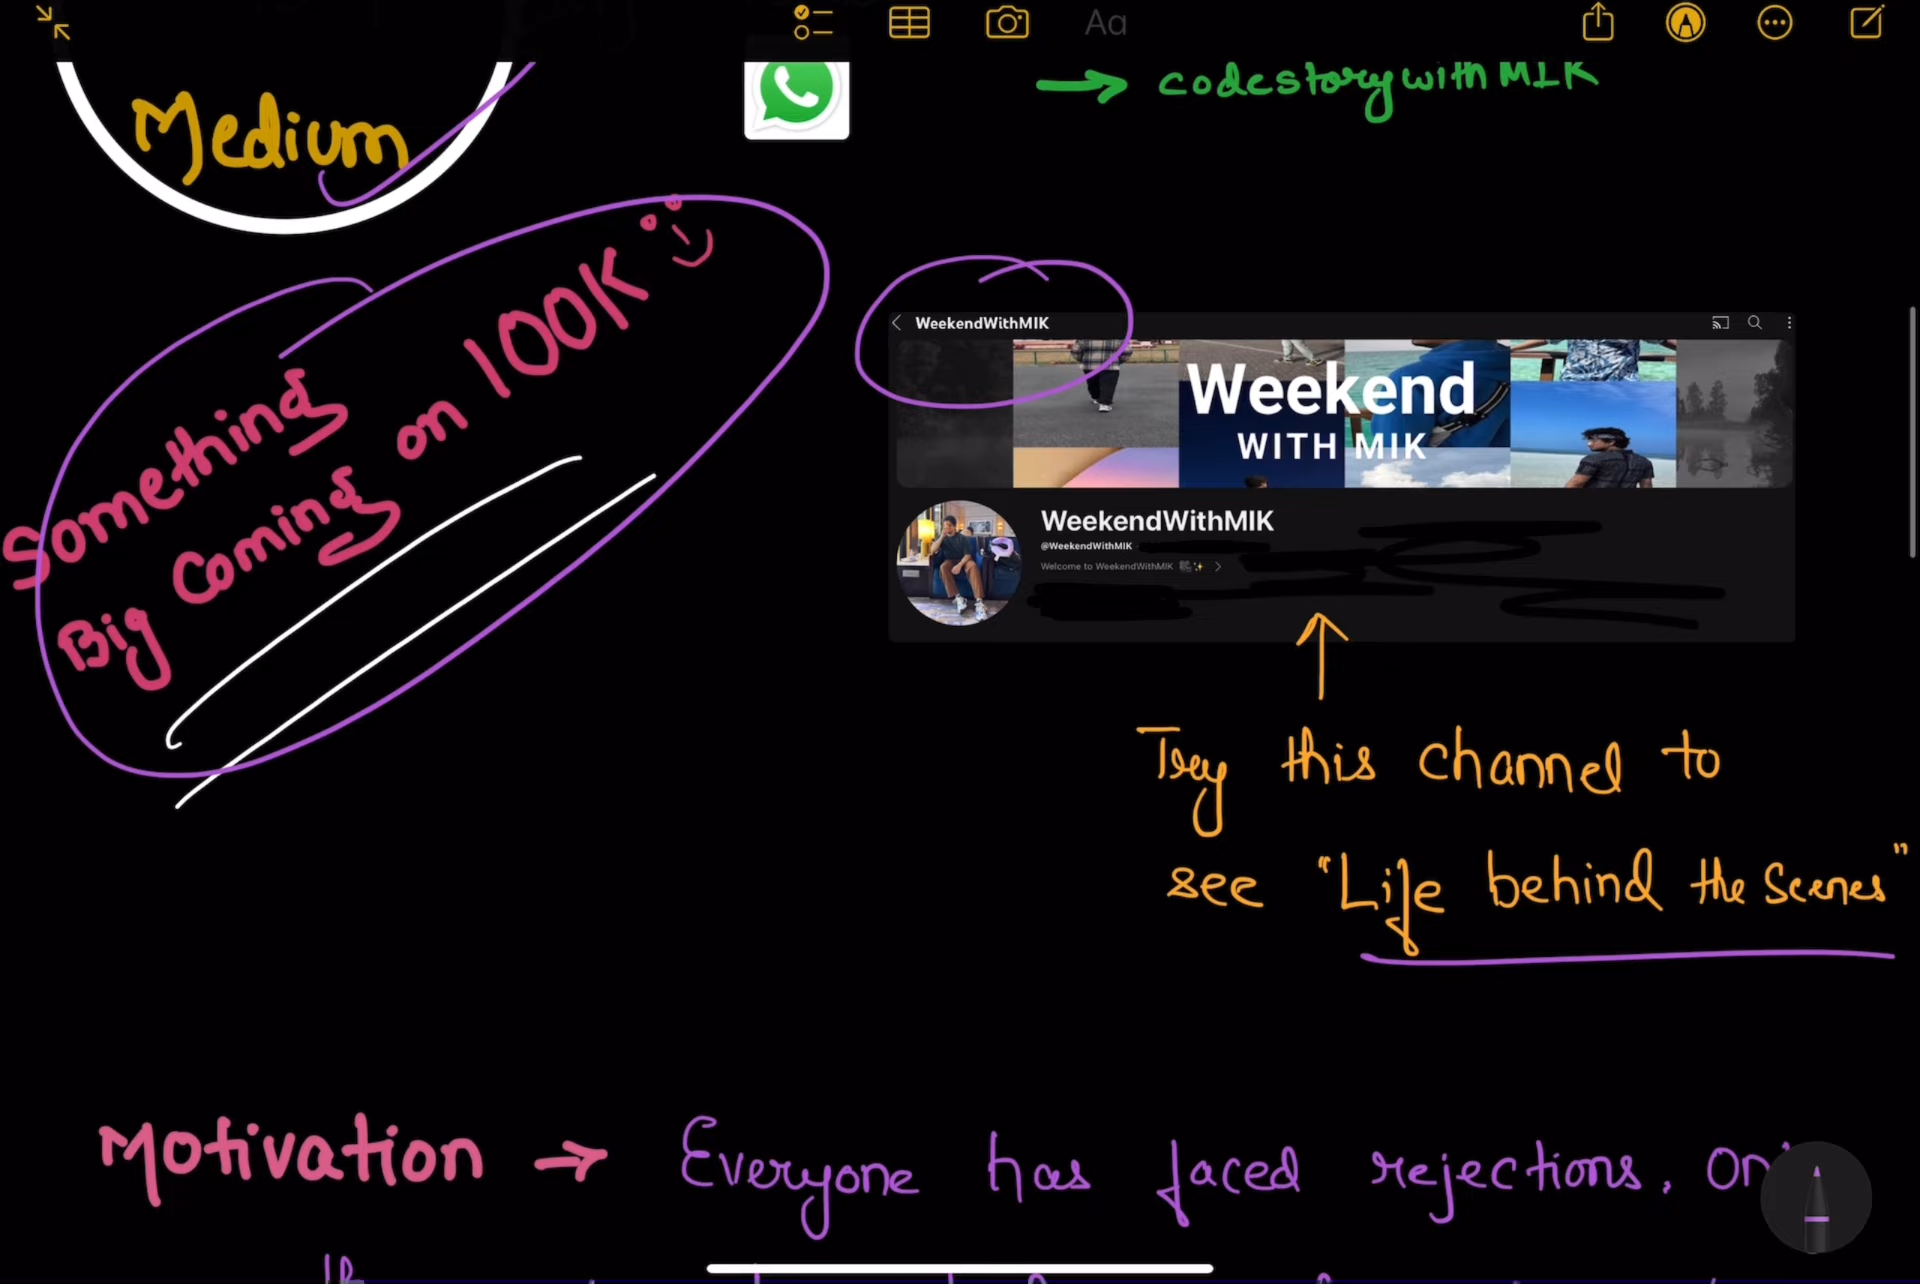 Aa
→ codestorywithMIK
Medium
Something
Big Coming on 100K
WeekendWithMIK
Weekend
WITH MIK
WeekendWithMIK
@WeekendWithMIK
Welcome to WeekendWithMIK
Try this channel to
see "Life behind the Scenes"
Motivation → Everyone has faced rejections.